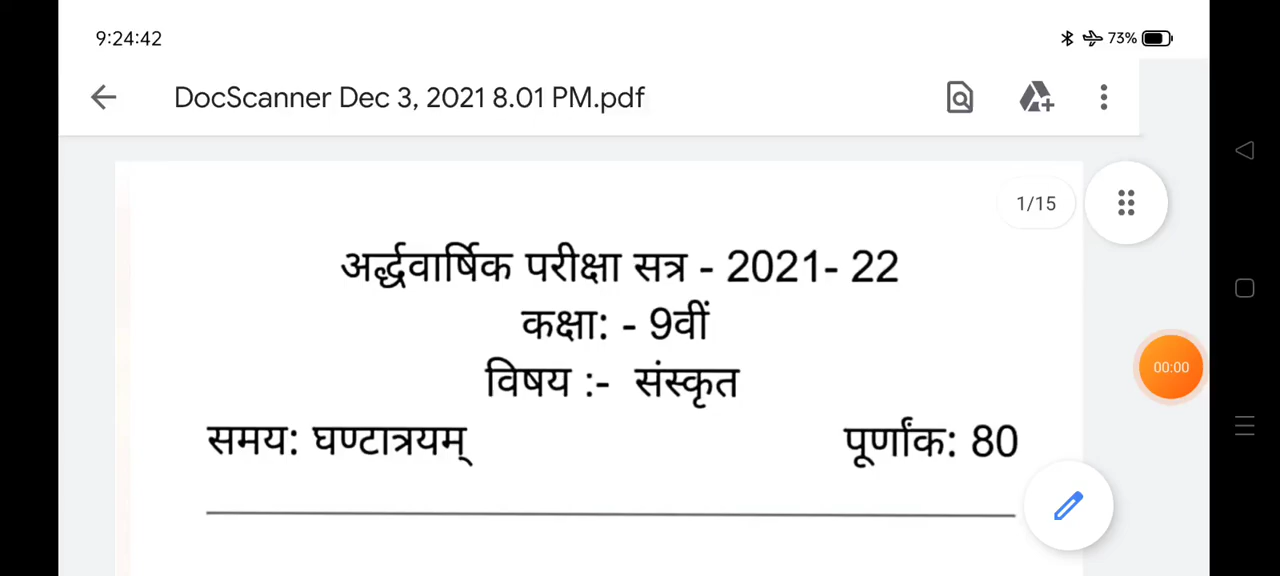 9:24:42
73%
DocScanner Dec 3, 2021 8.01 PM.pdf
1/15
अर्द्धवार्षिक परीक्षा सत्र - 2021- 22
कक्षा: - 9वीं
00:00
विषय :- संस्कृत
समय: घण्टात्रयम् पूर्णांक: 80